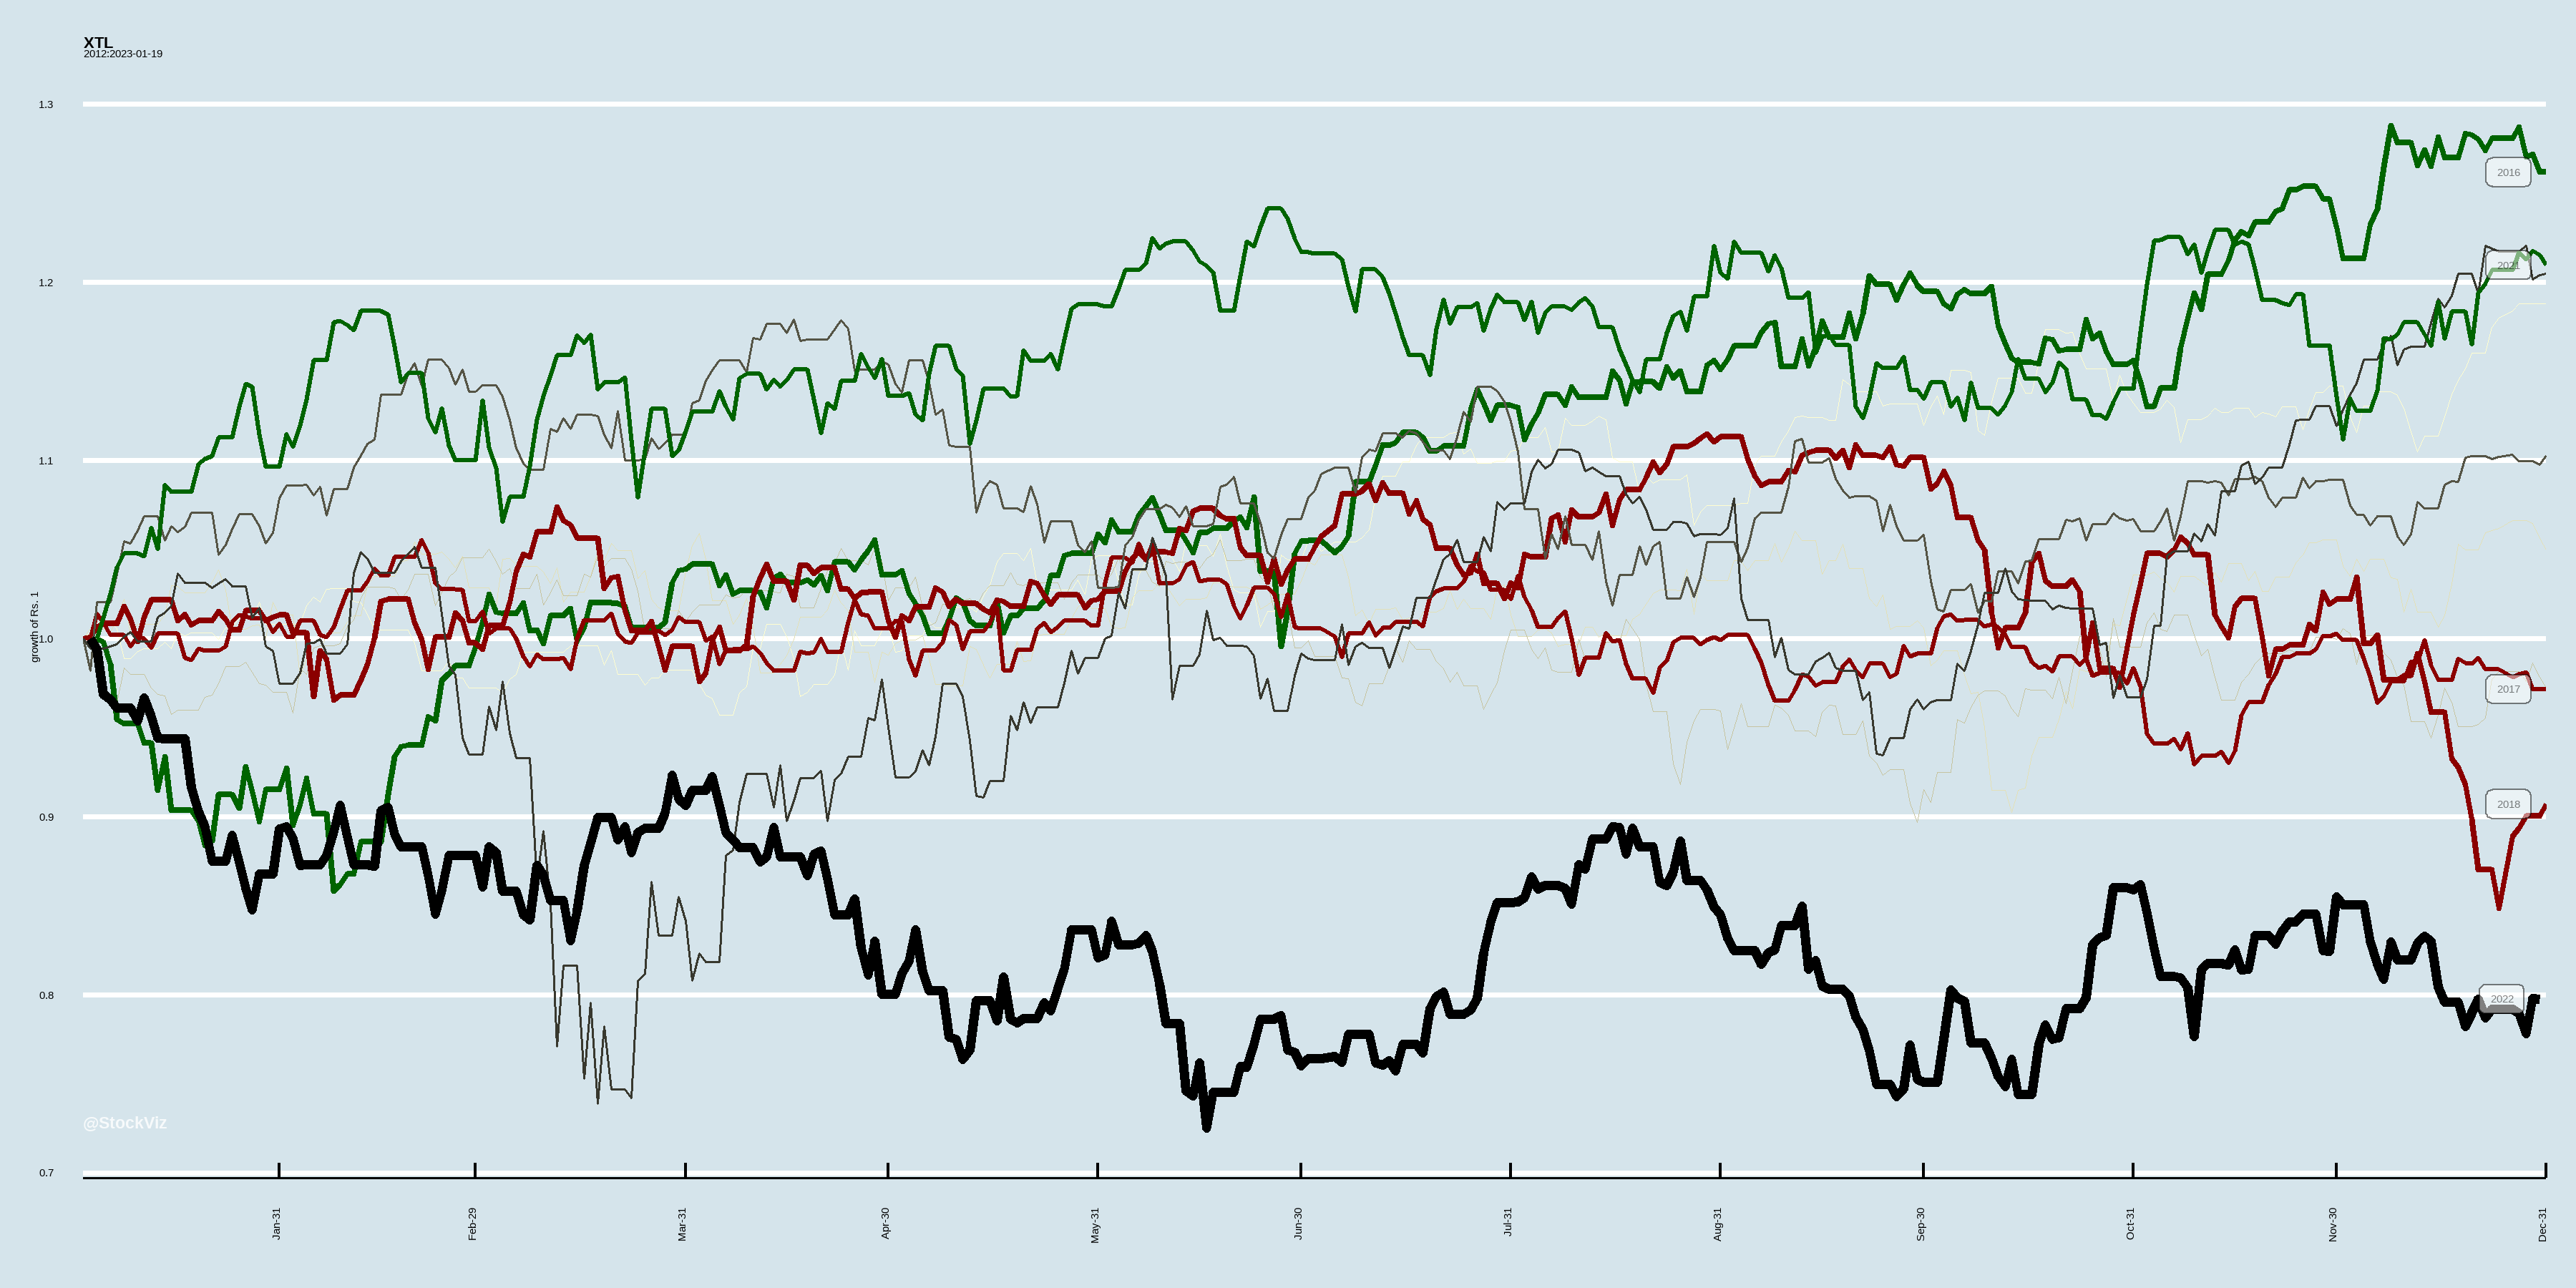 XTL
2012:2023-01-19
1.3
1.2
1.1
1.0
0.9
0.8
0.7
growth of Rs. 1
2016
2021
2017
2018
2022
@StockViz
Jan-31
Feb-29
Mar-31
Apr-30
May-31
Jun-30
Jul-31
Aug-31
Sep-30
Oct-31
Nov-30
Dec-31